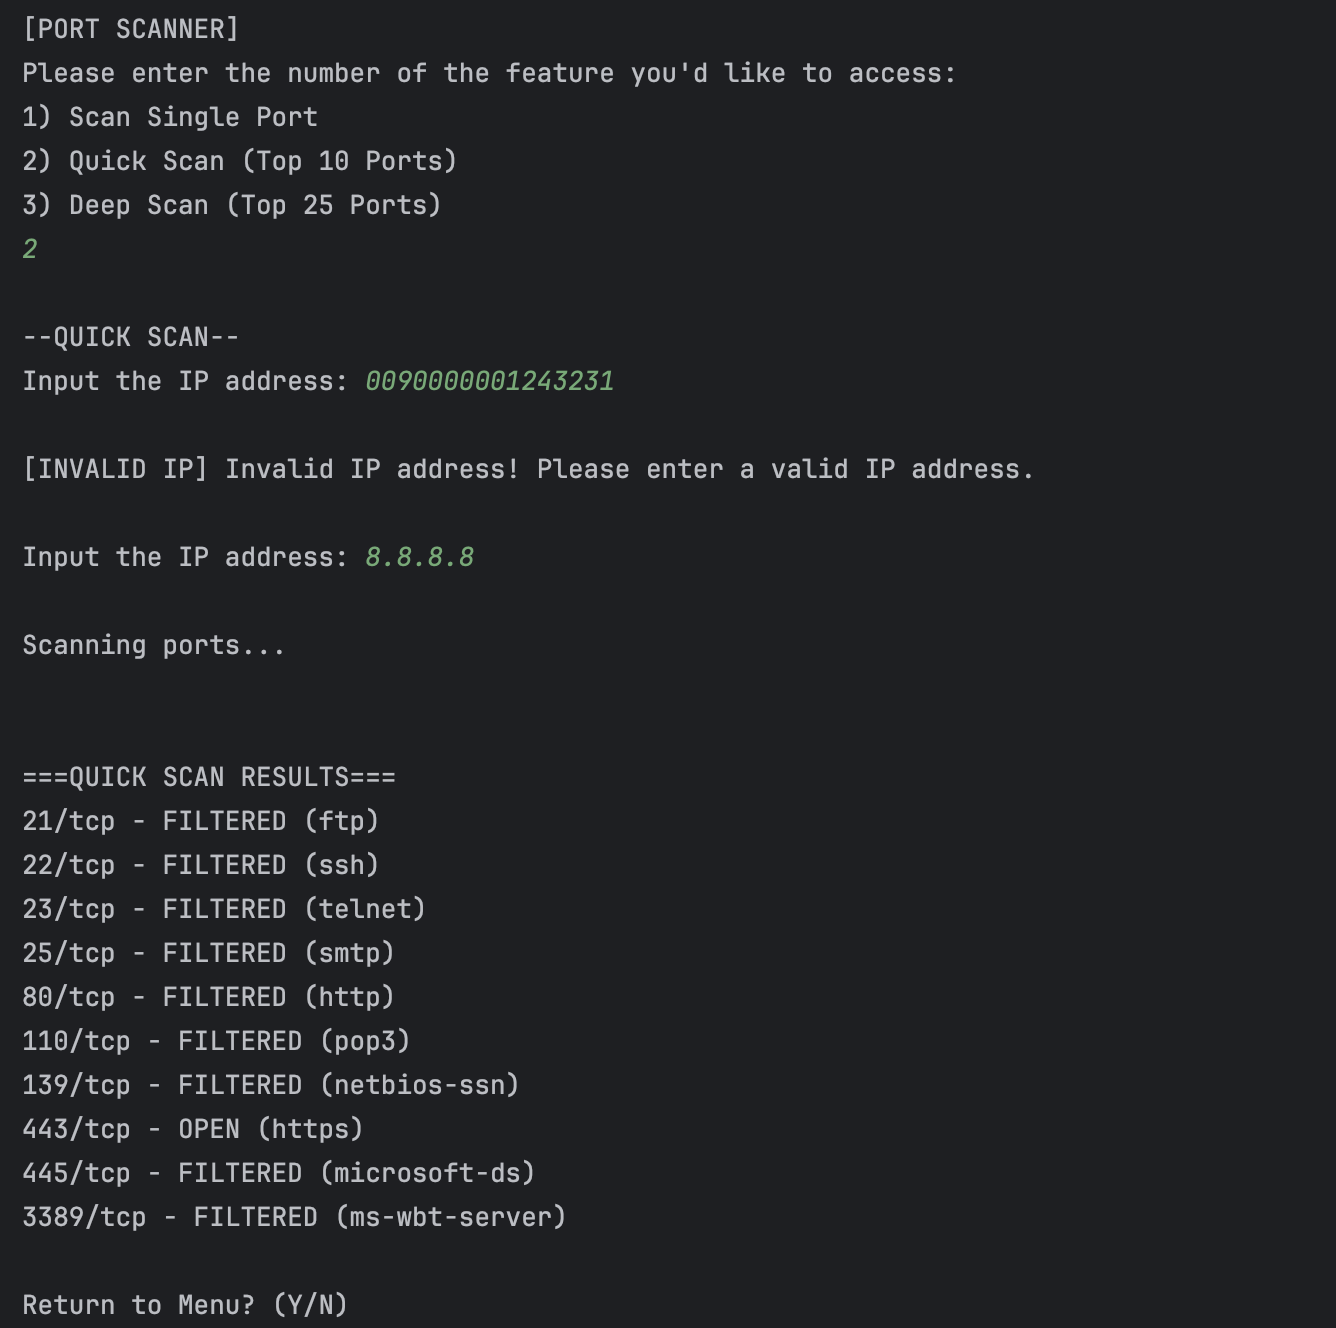 [PORT SCANNER]
Please enter the number of the feature you'd like to access:
1) Scan Single Port
2) Quick Scan (Top 10 Ports)
3) Deep Scan (Top 25 Ports)
2
--QUICK SCAN--
Input the IP address: 0090000001243231
[INVALID IP] Invalid IP address! Please enter a valid IP address.
Input the IP address: 8.8.8.8
Scanning ports...
===QUICK SCAN RESULTS===
21/tcp - FILTERED (ftp)
22/tcp - FILTERED (ssh)
23/tcp - FILTERED (telnet)
25/tcp - FILTERED (smtp)
80/tcp - FILTERED (http)
110/tcp - FILTERED (pop3)
139/tcp - FILTERED (netbios-ssn)
443/tcp - OPEN (https)
445/tcp - FILTERED (microsoft-ds)
3389/tcp - FILTERED (ms-wbt-server)
Return to Menu? (Y/N)